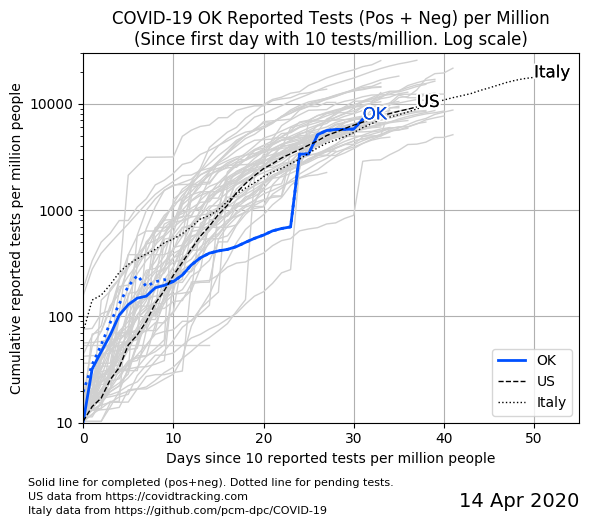 COVID-19 OK Reported Tests (Pos + Neg) per Million
(Since first day with 10 tests/million. Log scale)
Cumulative reported tests per million people
10000
1000
100
10
Italy
US
OK
OK
US
Italy
0
10
20
30
40
50
Days since 10 reported tests per million people
Solid line for completed (pos+neg). Dotted line for pending tests.
US data from https://covidtracking.com
Italy data from https://github.com/pcm-dpc/COVID-19
14 Apr 2020